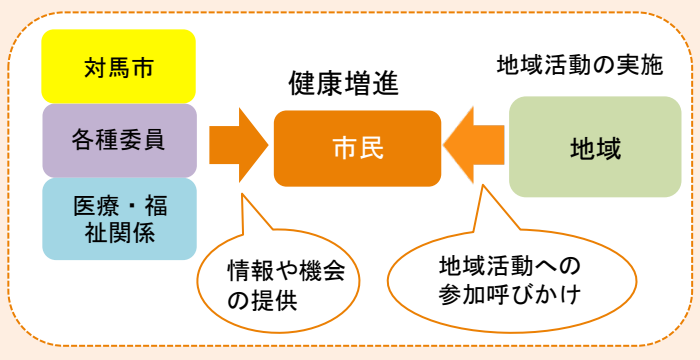 対馬市
各種委員
医療・福
祉関係
健康増進
市民
地域活動の実施
地域
情報や機会
の提供
地域活動への
参加呼びかけ